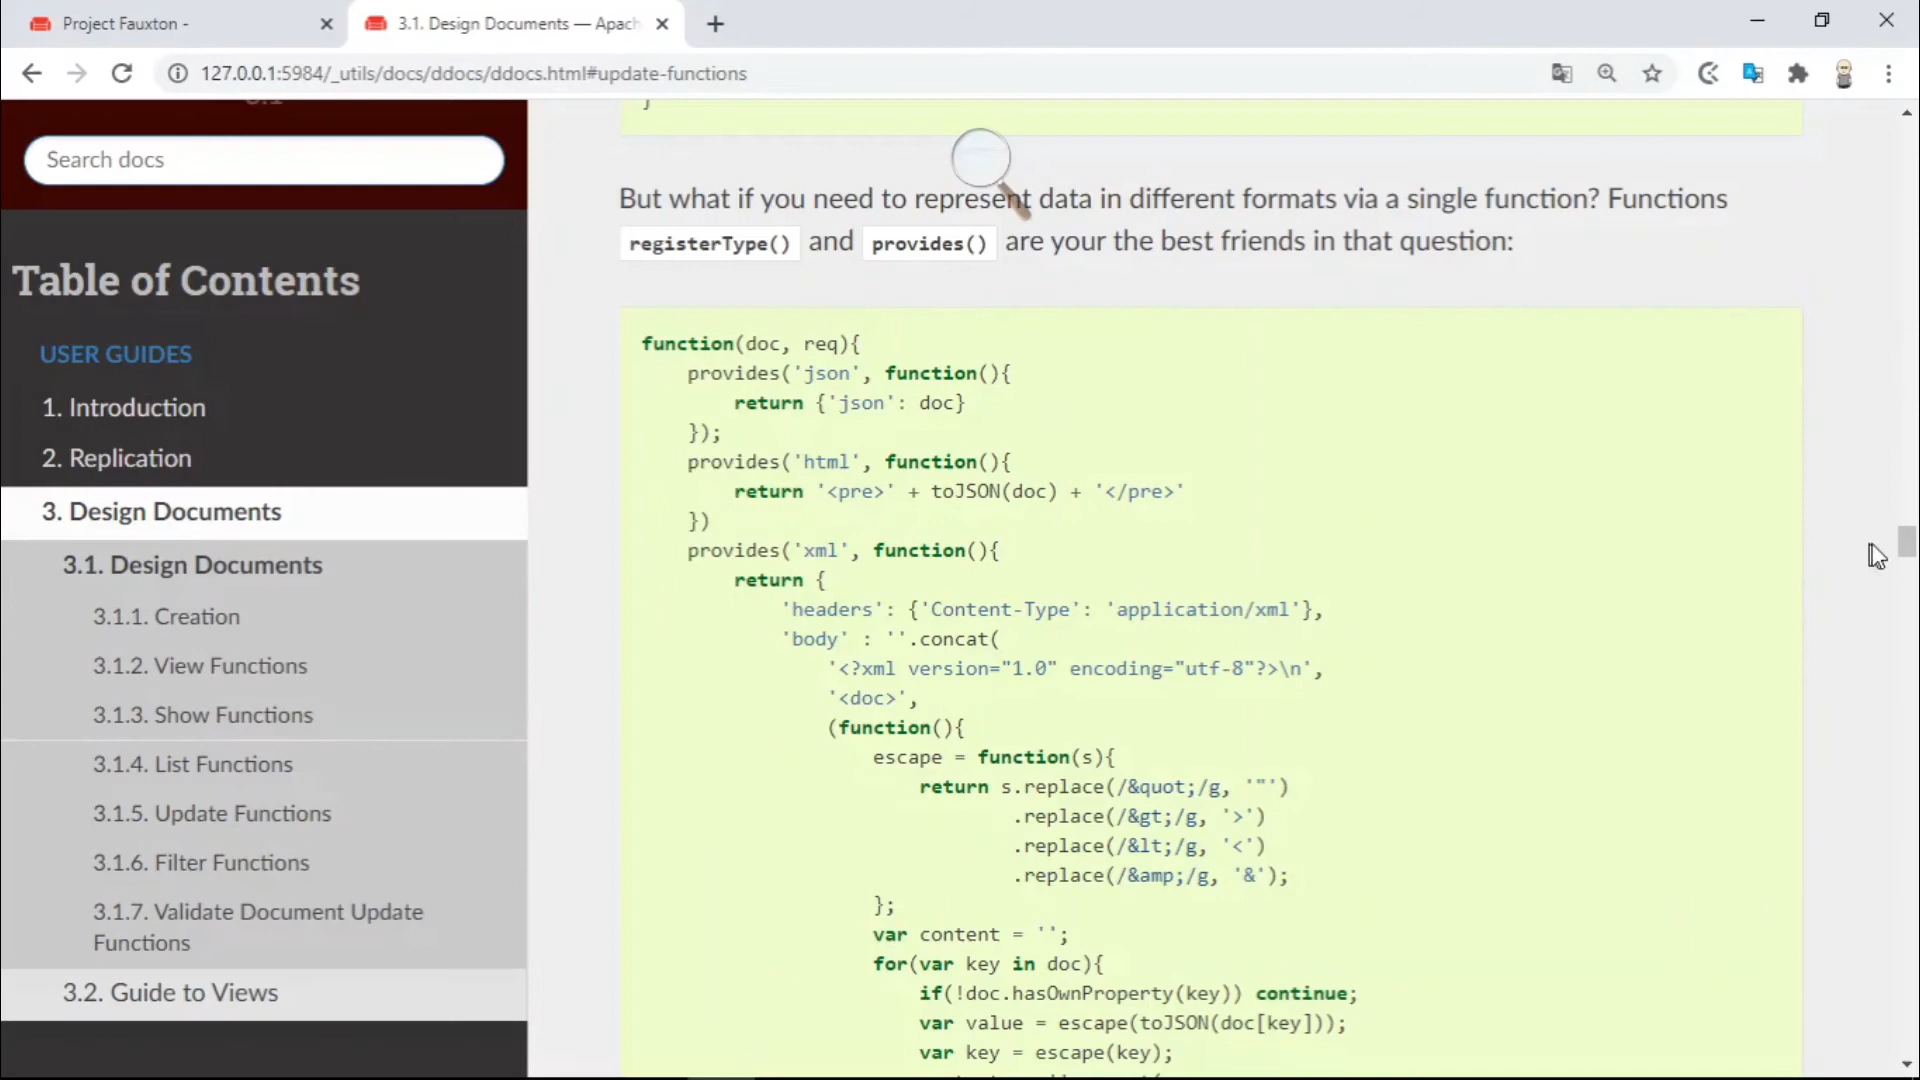 Project Fauxton -
3.1. Design Documents — Apach
127.0.0.1:5984/_utils/docs/ddocs/ddocs.html#update-functions
Search docs
Table of Contents
USER GUIDES
1. Introduction
2. Replication
3. Design Documents
3.1. Design Documents
3.1.1. Creation
3.1.2. View Functions
3.1.3. Show Functions
3.1.4. List Functions
3.1.5. Update Functions
3.1.6. Filter Functions
3.1.7. Validate Document Update
Functions
3.2. Guide to Views
}
But what if you need to represent data in different formats via a single function? Functions
registerType() and provides() are your the best friends in that question:
function(doc, req){
provides('json', function(){
return {'json': doc}
});
provides('html', function(){
return '<pre>' + toJSON(doc) + '</pre>'
})
provides('xml', function(){
return {
'headers': {'Content-Type': 'application/xml'},
'body' : ''.concat(
'<?xml version="1.0" encoding="utf-8"?>\n',
'<doc>',
(function(){
escape = function(s){
return s.replace(/&quot;/g, '"')
.replace(/&gt;/g, '>')
.replace(/&lt;/g, '<')
.replace(/&amp;/g, '&');
};
var content = '';
for(var key in doc){
if(!doc.hasOwnProperty(key)) continue;
var value = escape(toJSON(doc[key]));
var key = escape(key);